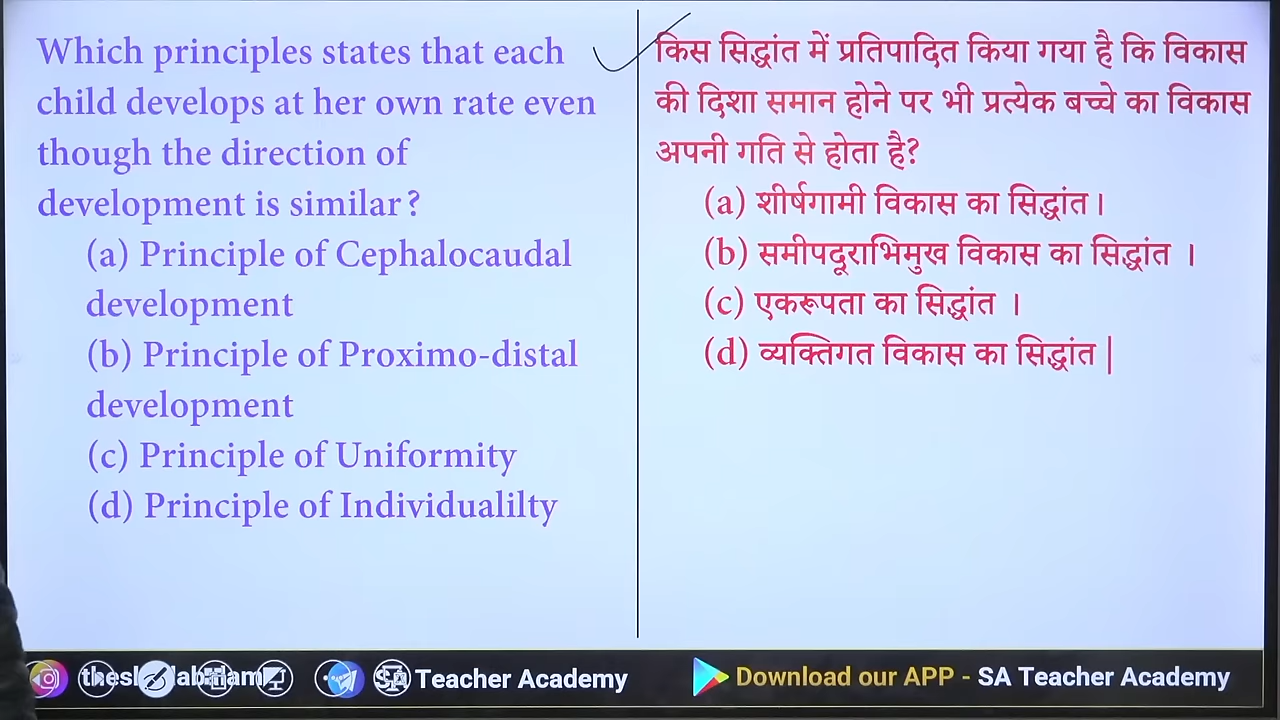 Which principles states that each
child develops at her own rate even
though the direction of
development is similar?
(a) Principle of Cephalocaudal
development
(b) Principle of Proximo-distal
development
(c) Principle of Uniformity
(d) Principle of Individualilty
किस सिद्धांत में प्रतिपादित किया गया है कि विकास
की दिशा समान होने पर भी प्रत्येक बच्चे का विकास
अपनी गति से होता है?
(a) शीर्षगामी विकास का सिद्धांत।
(b) समीपदूराभिमुख विकास का सिद्धांत ।
(c) एकरूपता का सिद्धांत ।
(d) व्यक्तिगत विकास का सिद्धांत |
Teacher Academy
Download our APP - SA Teacher Academy